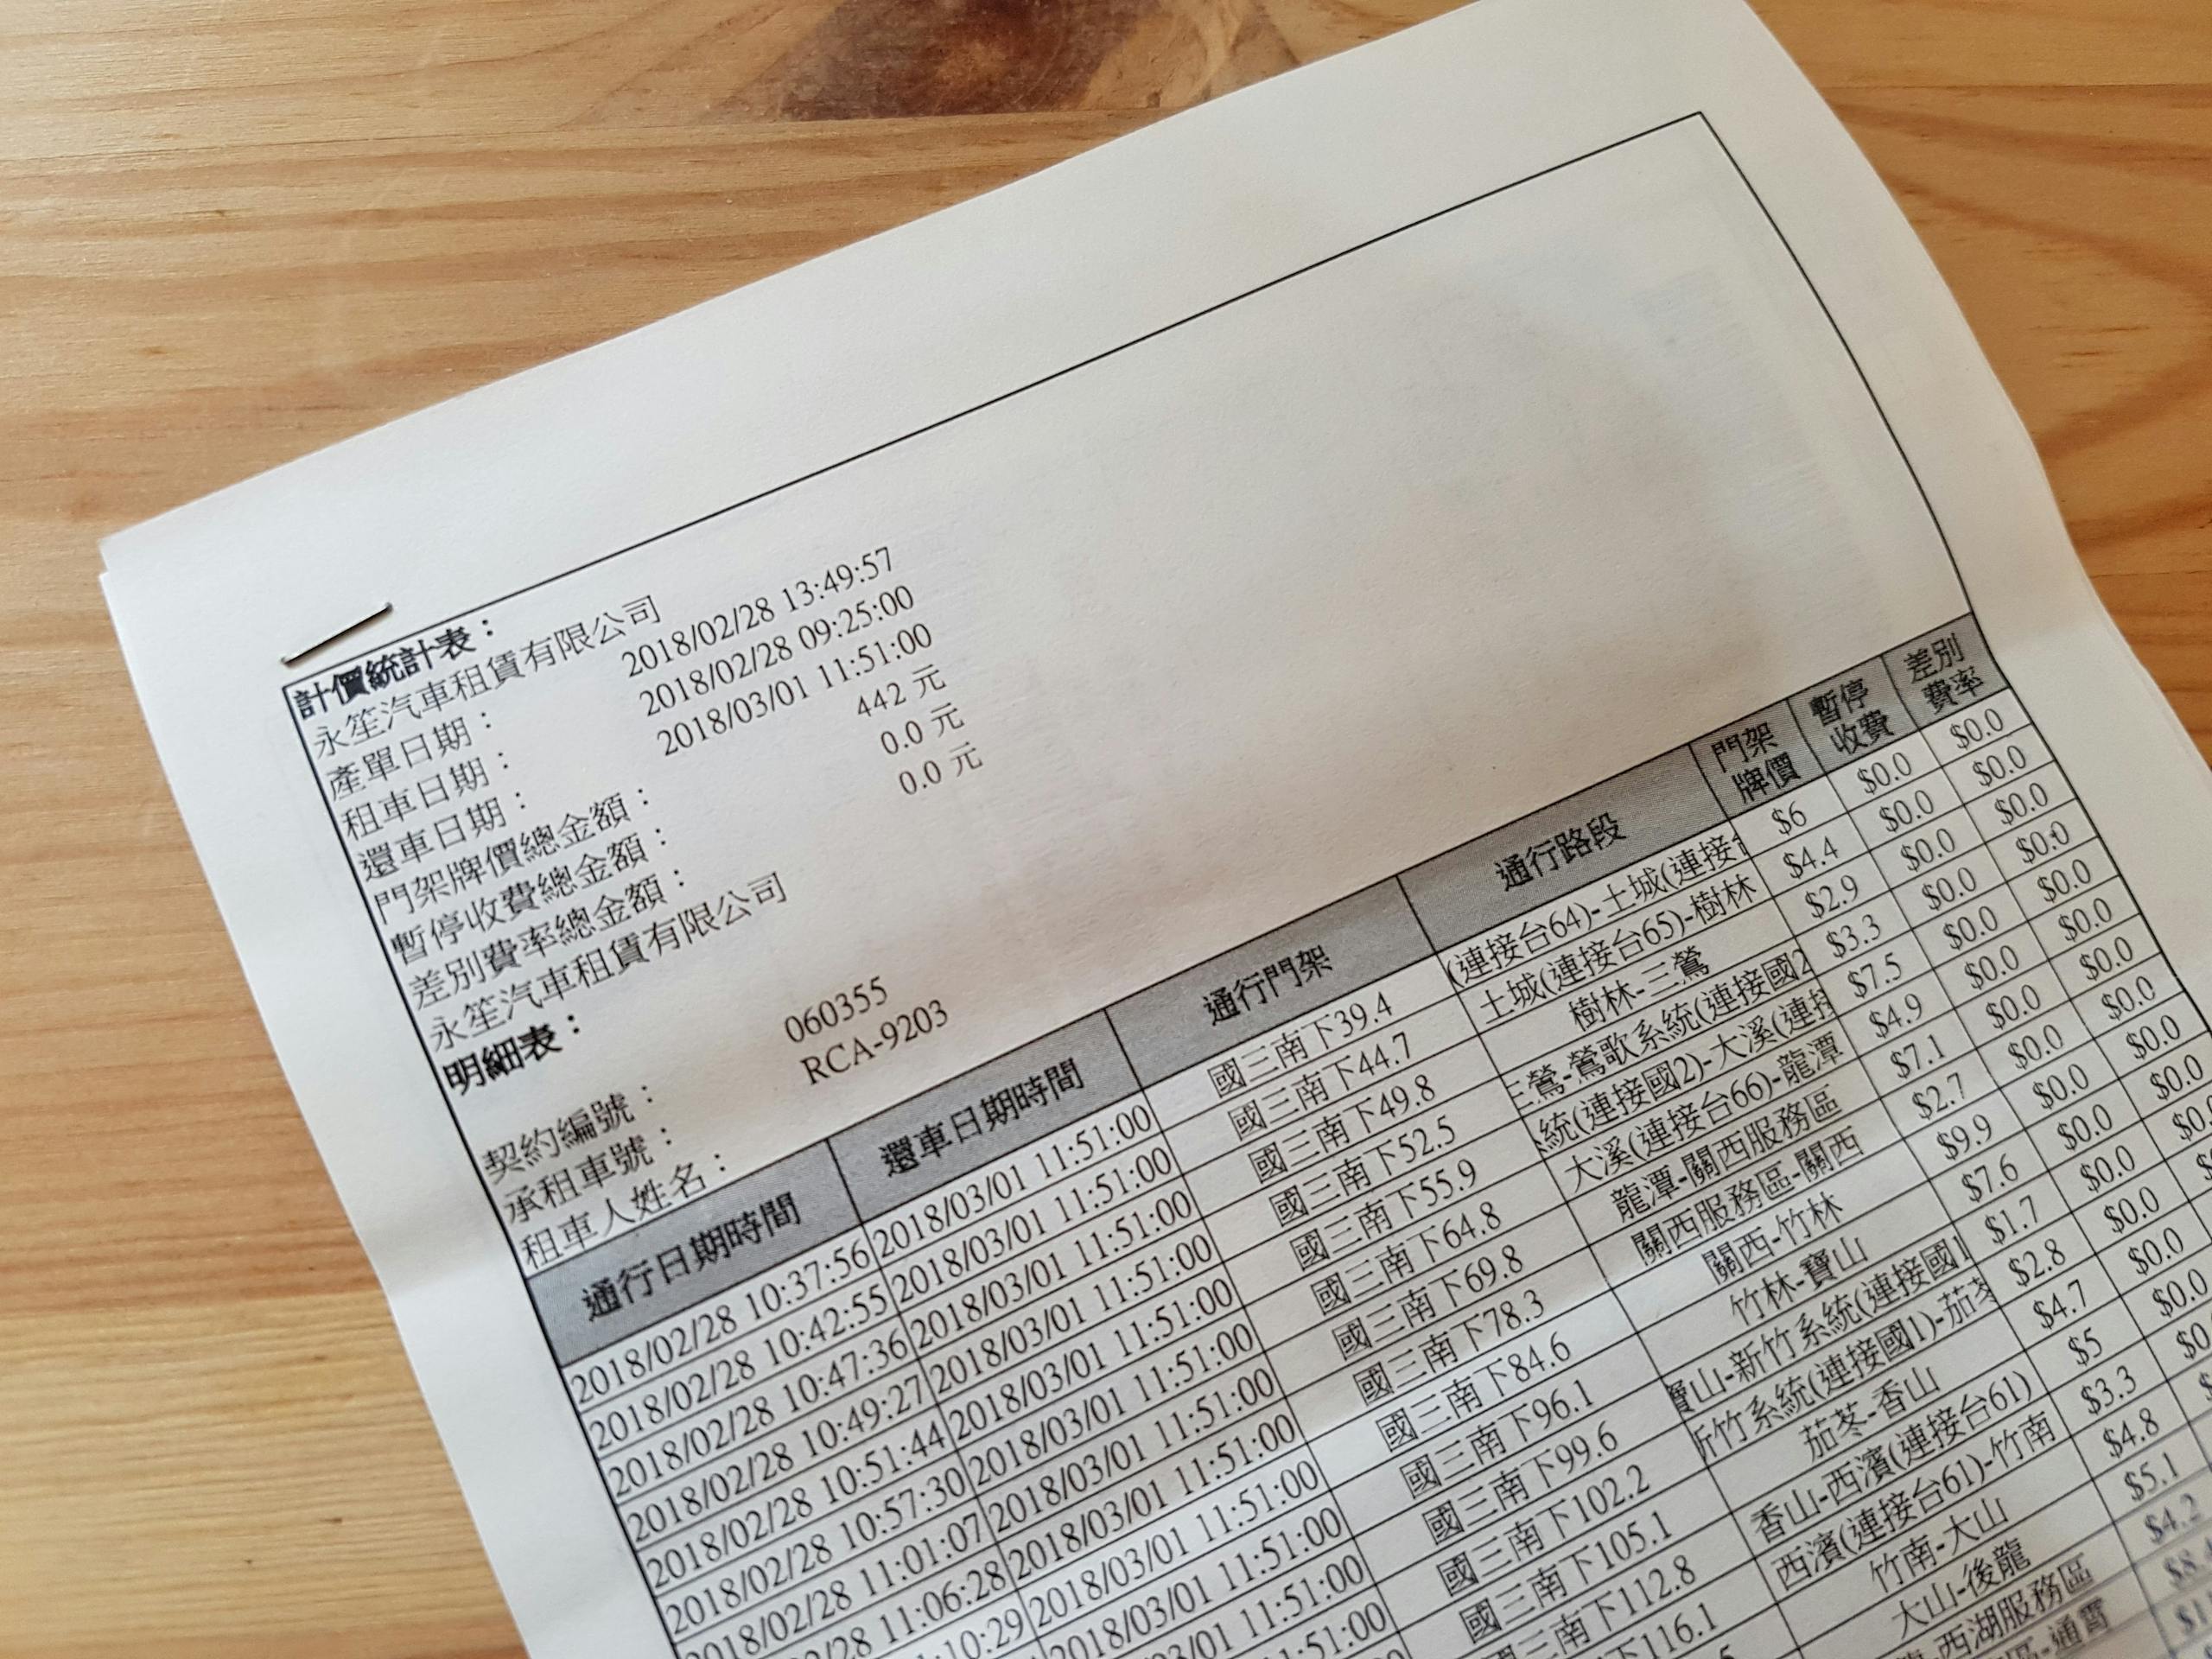 計價統計表：
永笙汽車租賃有限公司
產單日期： 2018/02/28 13:49:57
租車日期： 2018/02/28 09:25:00
還車日期： 2018/03/01 11:51:00
門架牌價總金額： 442 元
暫停收費總金額： 0.0 元
差別費率總金額： 0.0 元
永笙汽車租賃有限公司
明細表：
契約編號： 060355
承租車號： RCA-9203
租車人姓名：
通行日期時間 還車日期時間 通行門架 通行路段 門架牌價 暫停收費 差別費率
2018/02/28 10:37:56 2018/03/01 11:51:00 國三南下39.4 (連接台64)-土城(連接 $6 $0.0 $0.0
2018/02/28 10:42:55 2018/03/01 11:51:00 國三南下44.7 土城(連接台65)-樹林 $4.4 $0.0 $0.0
2018/02/28 10:47:36 2018/03/01 11:51:00 國三南下49.8 樹林-三鶯 $2.9 $0.0 $0.0
2018/02/28 10:49:27 2018/03/01 11:51:00 國三南下52.5 三鶯-鶯歌系統(連接國2 $3.3 $0.0 $0.0
2018/02/28 10:51:44 2018/03/01 11:51:00 國三南下55.9 統(連接國2)-大溪(連接 $7.5 $0.0 $0.0
2018/02/28 10:57:30 2018/03/01 11:51:00 國三南下64.8 大溪(連接台66)-龍潭 $4.9 $0.0 $0.0
2018/02/28 11:01:07 2018/03/01 11:51:00 國三南下69.8 龍潭-關西服務區 $7.1 $0.0 $0.0
28 11:06:28 2018/03/01 11:51:00 國三南下78.3 關西服務區-關西 $2.7 $0.0 $0.0
10:29 2018/03/01 11:51:00 國三南下84.6 關西-竹林 $9.9 $0.0 $0.0
2018/03/01 11:51:00 國三南下96.1 竹林-寶山 $7.6 $0.0 $0.0
/01 11:51:00 國三南下99.6 寶山-新竹系統(連接國1 $1.7 $0.0
51:00 國三南下102.2 竹系統(連接國1)-茄苳 $2.8 $0.0
國三南下105.1 茄苳-香山 $4.7 $0.0
國三南下112.8 香山-西濱(連接台61) $5 $0.0
下116.1 西濱(連接台61)-竹南 $3.3
竹南-大山 $4.8
大山-後龍 $5.1
西湖服務區 $4.2
區-通霄